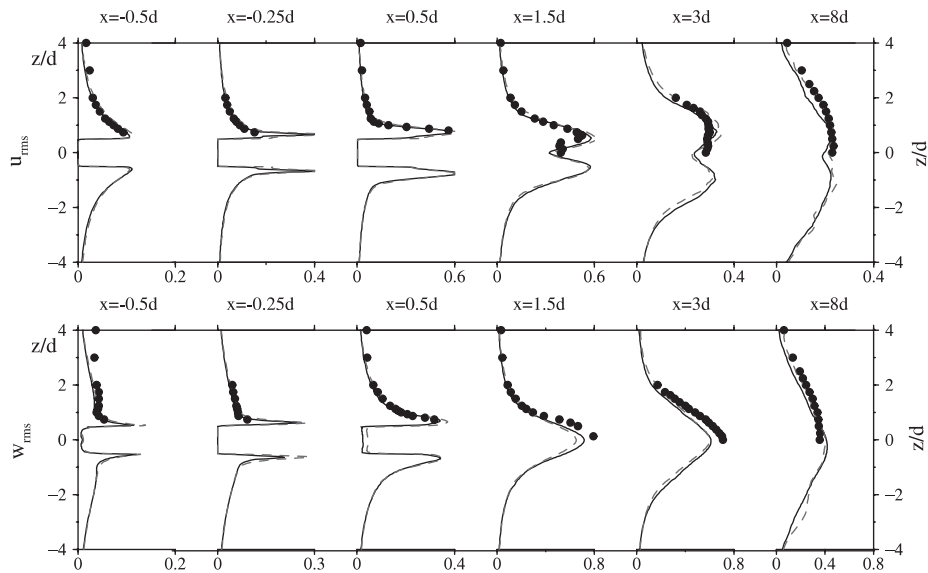 x=-0.5d x=-0.25d x=0.5d x=1.5d x=3d x=8d
4 4
z/d
2 2
u_rms 0 0 z/d
−2 −2
−4 −4
0 0.2 0 0.4 0 0.6 0 0.6 0 0.4 0 0.4
x=-0.5d x=-0.25d x=0.5d x=1.5d x=3d x=8d
4 4
z/d
2 2
w_rms 0 0 z/d
−2 −2
−4 −4
0 0.2 0 0.3 0 0.4 0 0.8 0 0.8 0 0.4 0.8